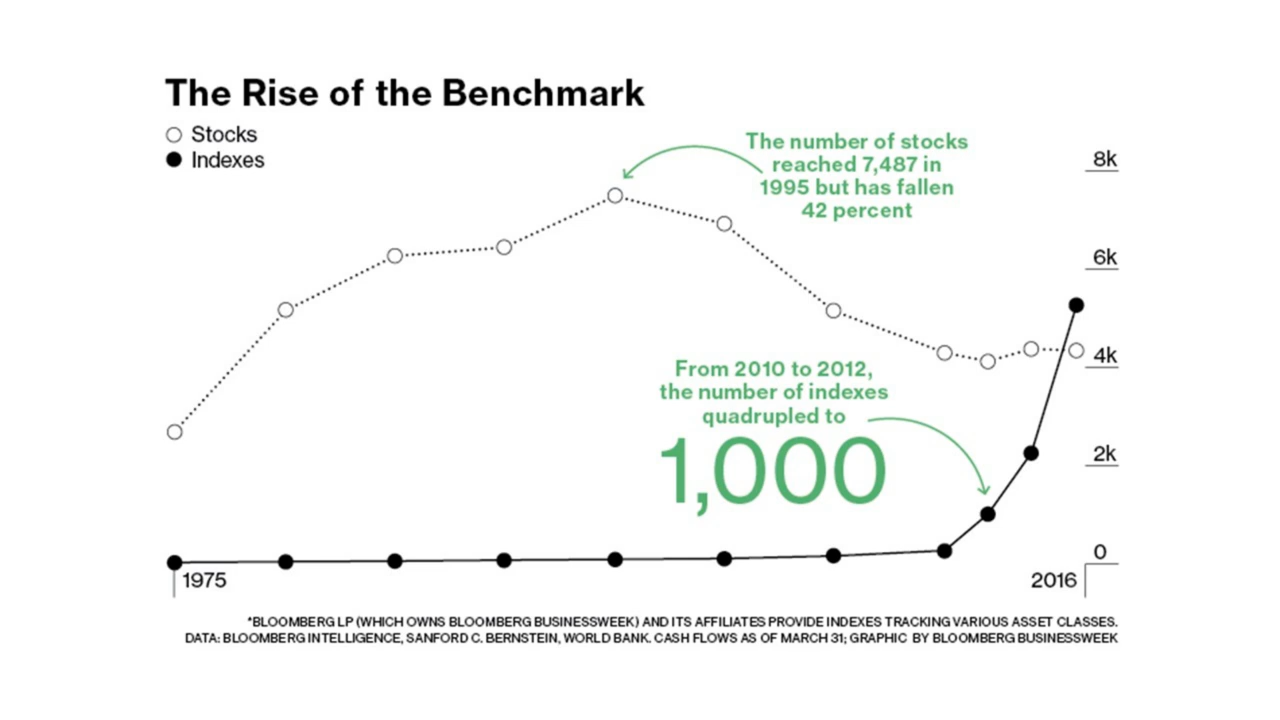 The Rise of the Benchmark
Stocks
Indexes
The number of stocks
reached 7,487 in
1995 but has fallen
42 percent
8k
6k
4k
2k
0
From 2010 to 2012,
the number of indexes
quadrupled to
1,000
1975
2016
*BLOOMBERG LP (WHICH OWNS BLOOMBERG BUSINESSWEEK) AND ITS AFFILIATES PROVIDE INDEXES TRACKING VARIOUS ASSET CLASSES.
DATA: BLOOMBERG INTELLIGENCE, SANFORD C. BERNSTEIN, WORLD BANK. CASH FLOWS AS OF MARCH 31; GRAPHIC BY BLOOMBERG BUSINESSWEEK